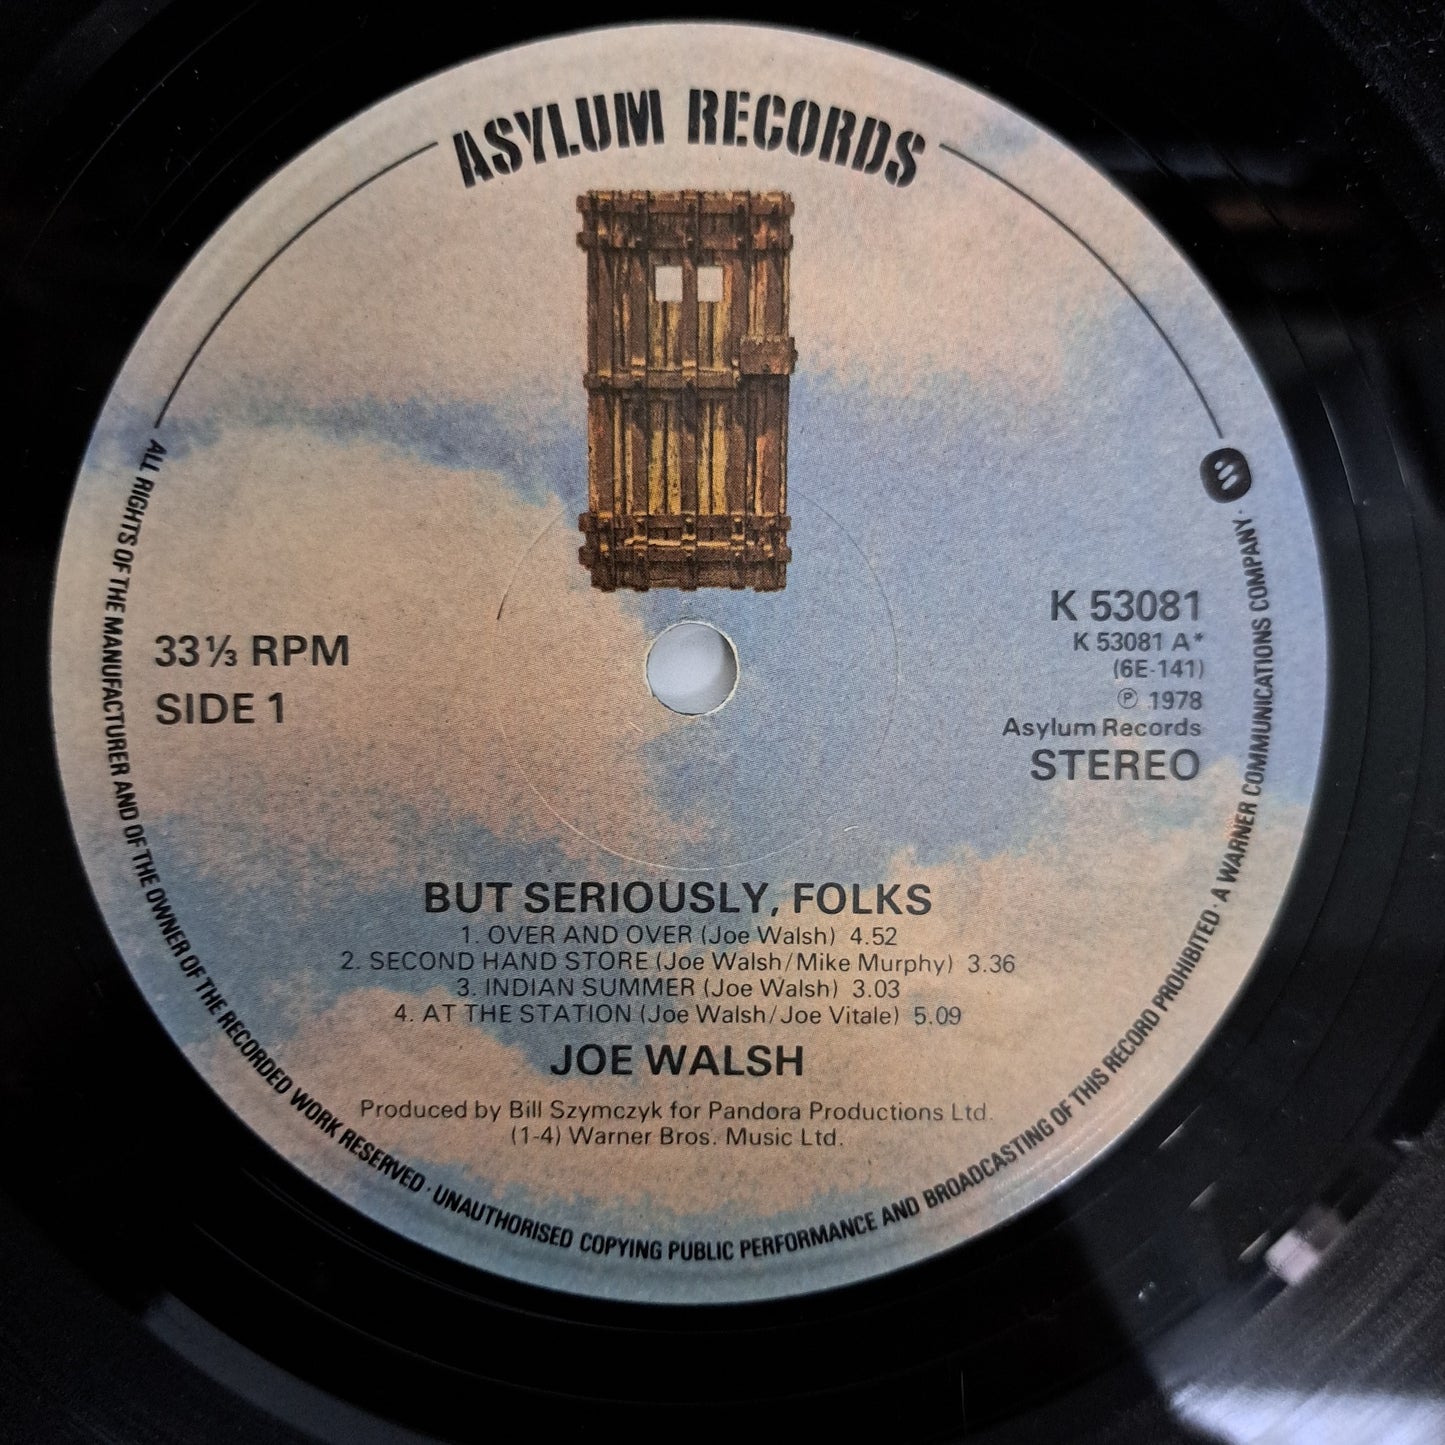 ASYLUM RECORDS
33⅓ RPM
SIDE 1
K 53081
K 53081 A*
(6E-141)
℗ 1978
Asylum Records
STEREO
BUT SERIOUSLY, FOLKS
1. OVER AND OVER (Joe Walsh) 4.52
2. SECOND HAND STORE (Joe Walsh/Mike Murphy) 3.36
3. INDIAN SUMMER (Joe Walsh) 3.03
4. AT THE STATION (Joe Walsh/Joe Vitale) 5.09
JOE WALSH
Produced by Bill Szymczyk for Pandora Productions Ltd.
(1-4) Warner Bros. Music Ltd.
ALL RIGHTS OF THE MANUFACTURER AND OF THE OWNER OF THE RECORDED WORK RESERVED · UNAUTHORISED COPYING PUBLIC PERFORMANCE AND BROADCASTING OF THIS RECORD PROHIBITED · A WARNER COMMUNICATIONS COMPANY ·